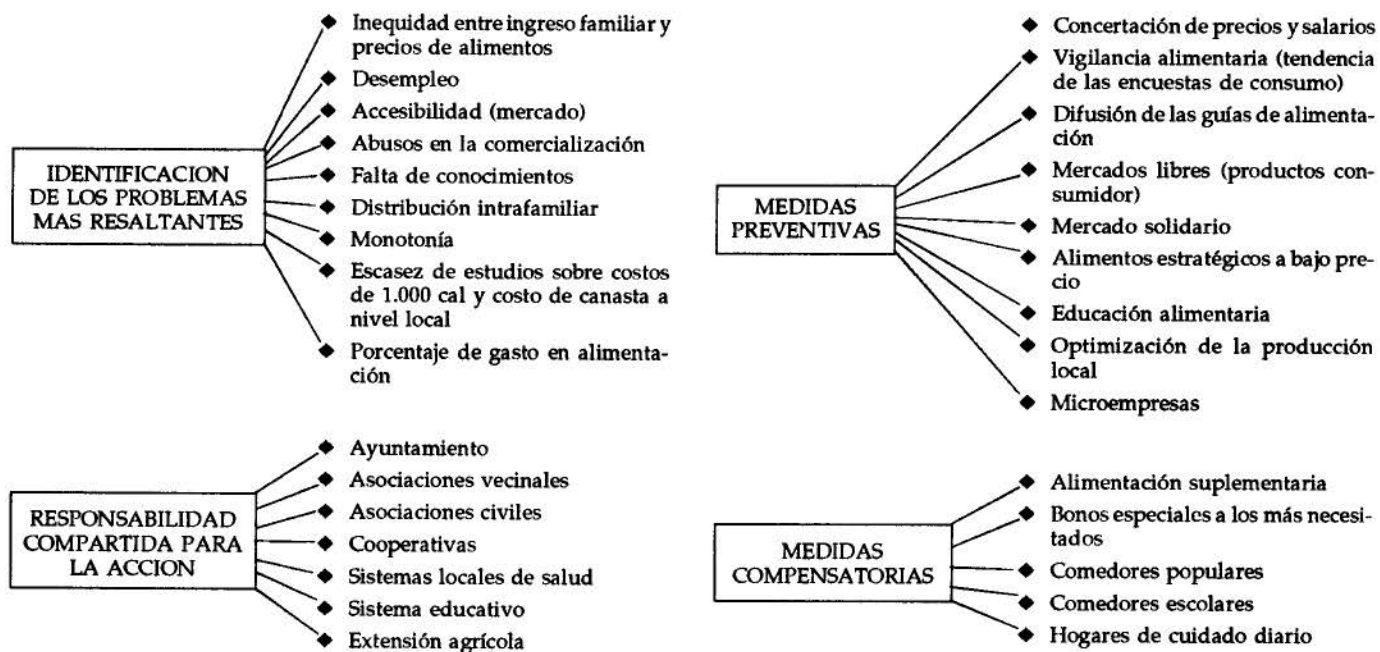 IDENTIFICACION
DE LOS PROBLEMAS
MAS RESALTANTES
◆ Inequidad entre ingreso familiar y
precios de alimentos
◆ Desempleo
◆ Accesibilidad (mercado)
◆ Abusos en la comercialización
◆ Falta de conocimientos
◆ Distribución intrafamiliar
◆ Monotonía
◆ Escasez de estudios sobre costos
de 1.000 cal y costo de canasta a
nivel local
◆ Porcentaje de gasto en alimenta-
ción
RESPONSABILIDAD
COMPARTIDA PARA
LA ACCION
◆ Ayuntamiento
◆ Asociaciones vecinales
◆ Asociaciones civiles
◆ Cooperativas
◆ Sistemas locales de salud
◆ Sistema educativo
◆ Extensión agrícola
MEDIDAS
PREVENTIVAS
◆ Concertación de precios y salarios
◆ Vigilancia alimentaria (tendencia
de las encuestas de consumo)
◆ Difusión de las guías de alimenta-
ción
◆ Mercados libres (productos con-
sumidor)
◆ Mercado solidario
◆ Alimentos estratégicos a bajo pre-
cio
◆ Educación alimentaria
◆ Optimización de la producción
local
◆ Microempresas
MEDIDAS
COMPENSATORIAS
◆ Alimentación suplementaria
◆ Bonos especiales a los más necesi-
tados
◆ Comedores populares
◆ Comedores escolares
◆ Hogares de cuidado diario